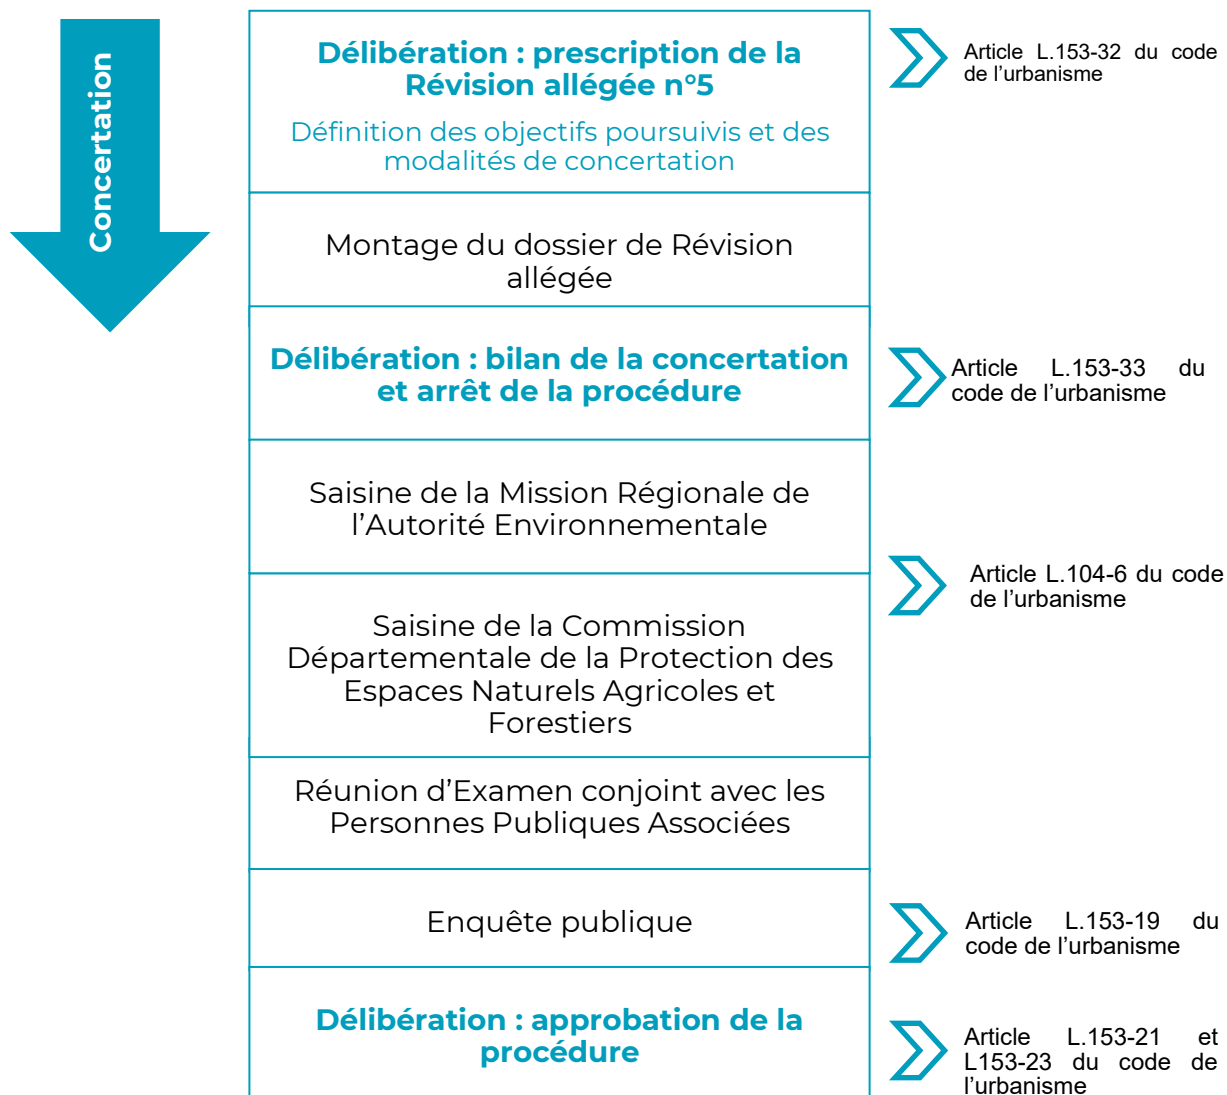 Concertation
Délibération : prescription de la
Révision allégée n°5
Définition des objectifs poursuivis et des
modalités de concertation
Article L.153-32 du code
de l’urbanisme
Montage du dossier de Révision
allégée
Délibération : bilan de la concertation
et arrêt de la procédure
Article L.153-33 du
code de l’urbanisme
Saisine de la Mission Régionale de
l’Autorité Environnementale
Article L.104-6 du code
de l’urbanisme
Saisine de la Commission
Départementale de la Protection des
Espaces Naturels Agricoles et
Forestiers
Réunion d’Examen conjoint avec les
Personnes Publiques Associées
Enquête publique
Article L.153-19 du
code de l’urbanisme
Délibération : approbation de la
procédure
Article L.153-21 et
L153-23 du code de
l’urbanisme